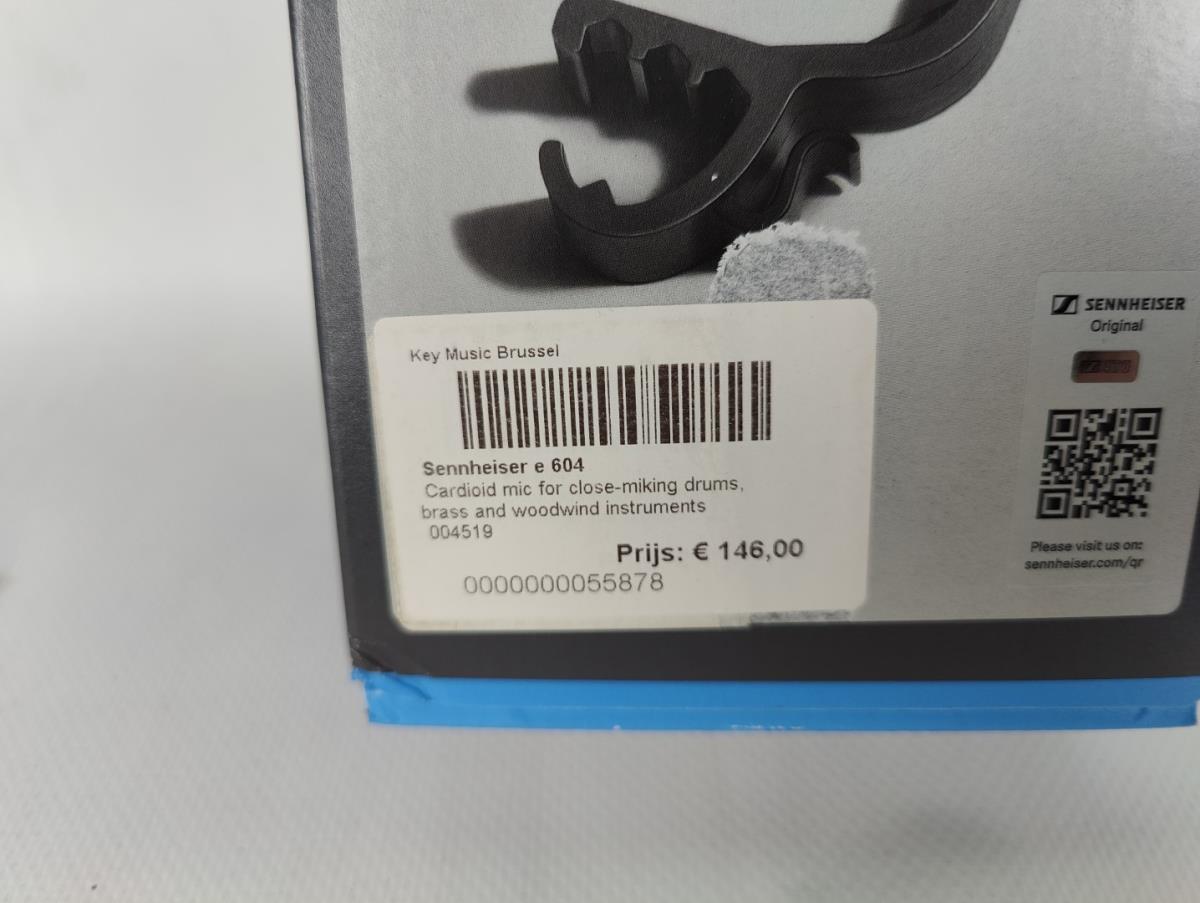 Key Music Brussel
Sennheiser e 604
Cardioid mic for close-miking drums,
brass and woodwind instruments
004519
Prijs: € 146,00
0000000055878
SENNHEISER
Original
Please visit us on:
sennheiser.com/qr